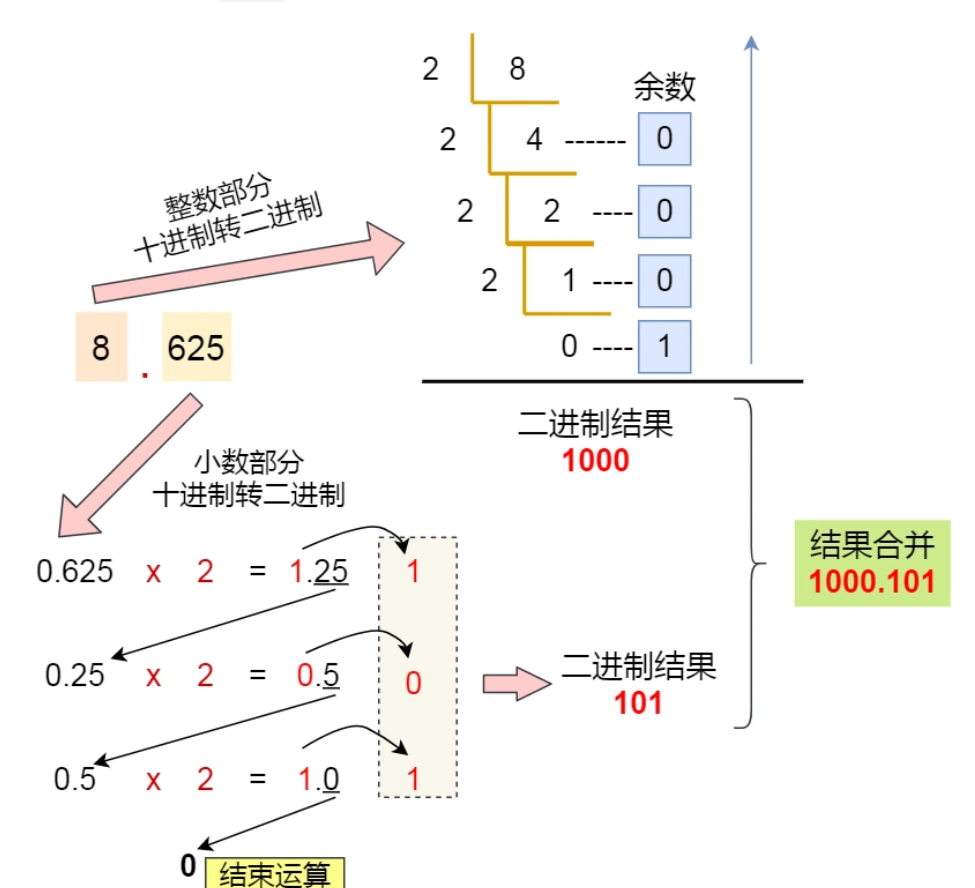 2 8
余数
2 4 ------ 0
2 2 ---- 0
2 1 ---- 0
0 ---- 1
整数部分
十进制转二进制
8 . 625
二进制结果
1000
小数部分
十进制转二进制
0.625 x 2 = 1.25 1
0.25 x 2 = 0.5 0
0.5 x 2 = 1.0 1
0 结束运算
二进制结果
101
结果合并
1000.101